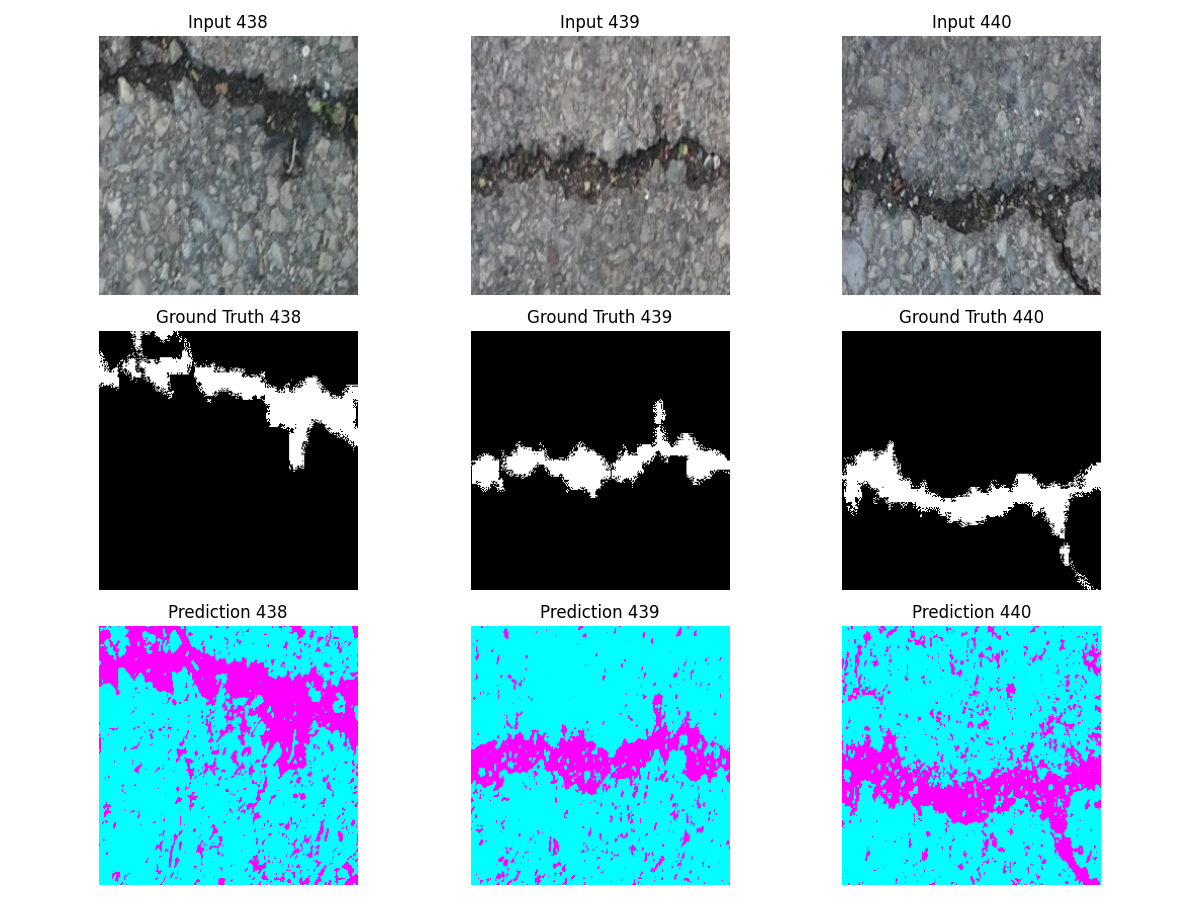 Input 438
Input 439
Input 440
Ground Truth 438
Ground Truth 439
Ground Truth 440
Prediction 438
Prediction 439
Prediction 440